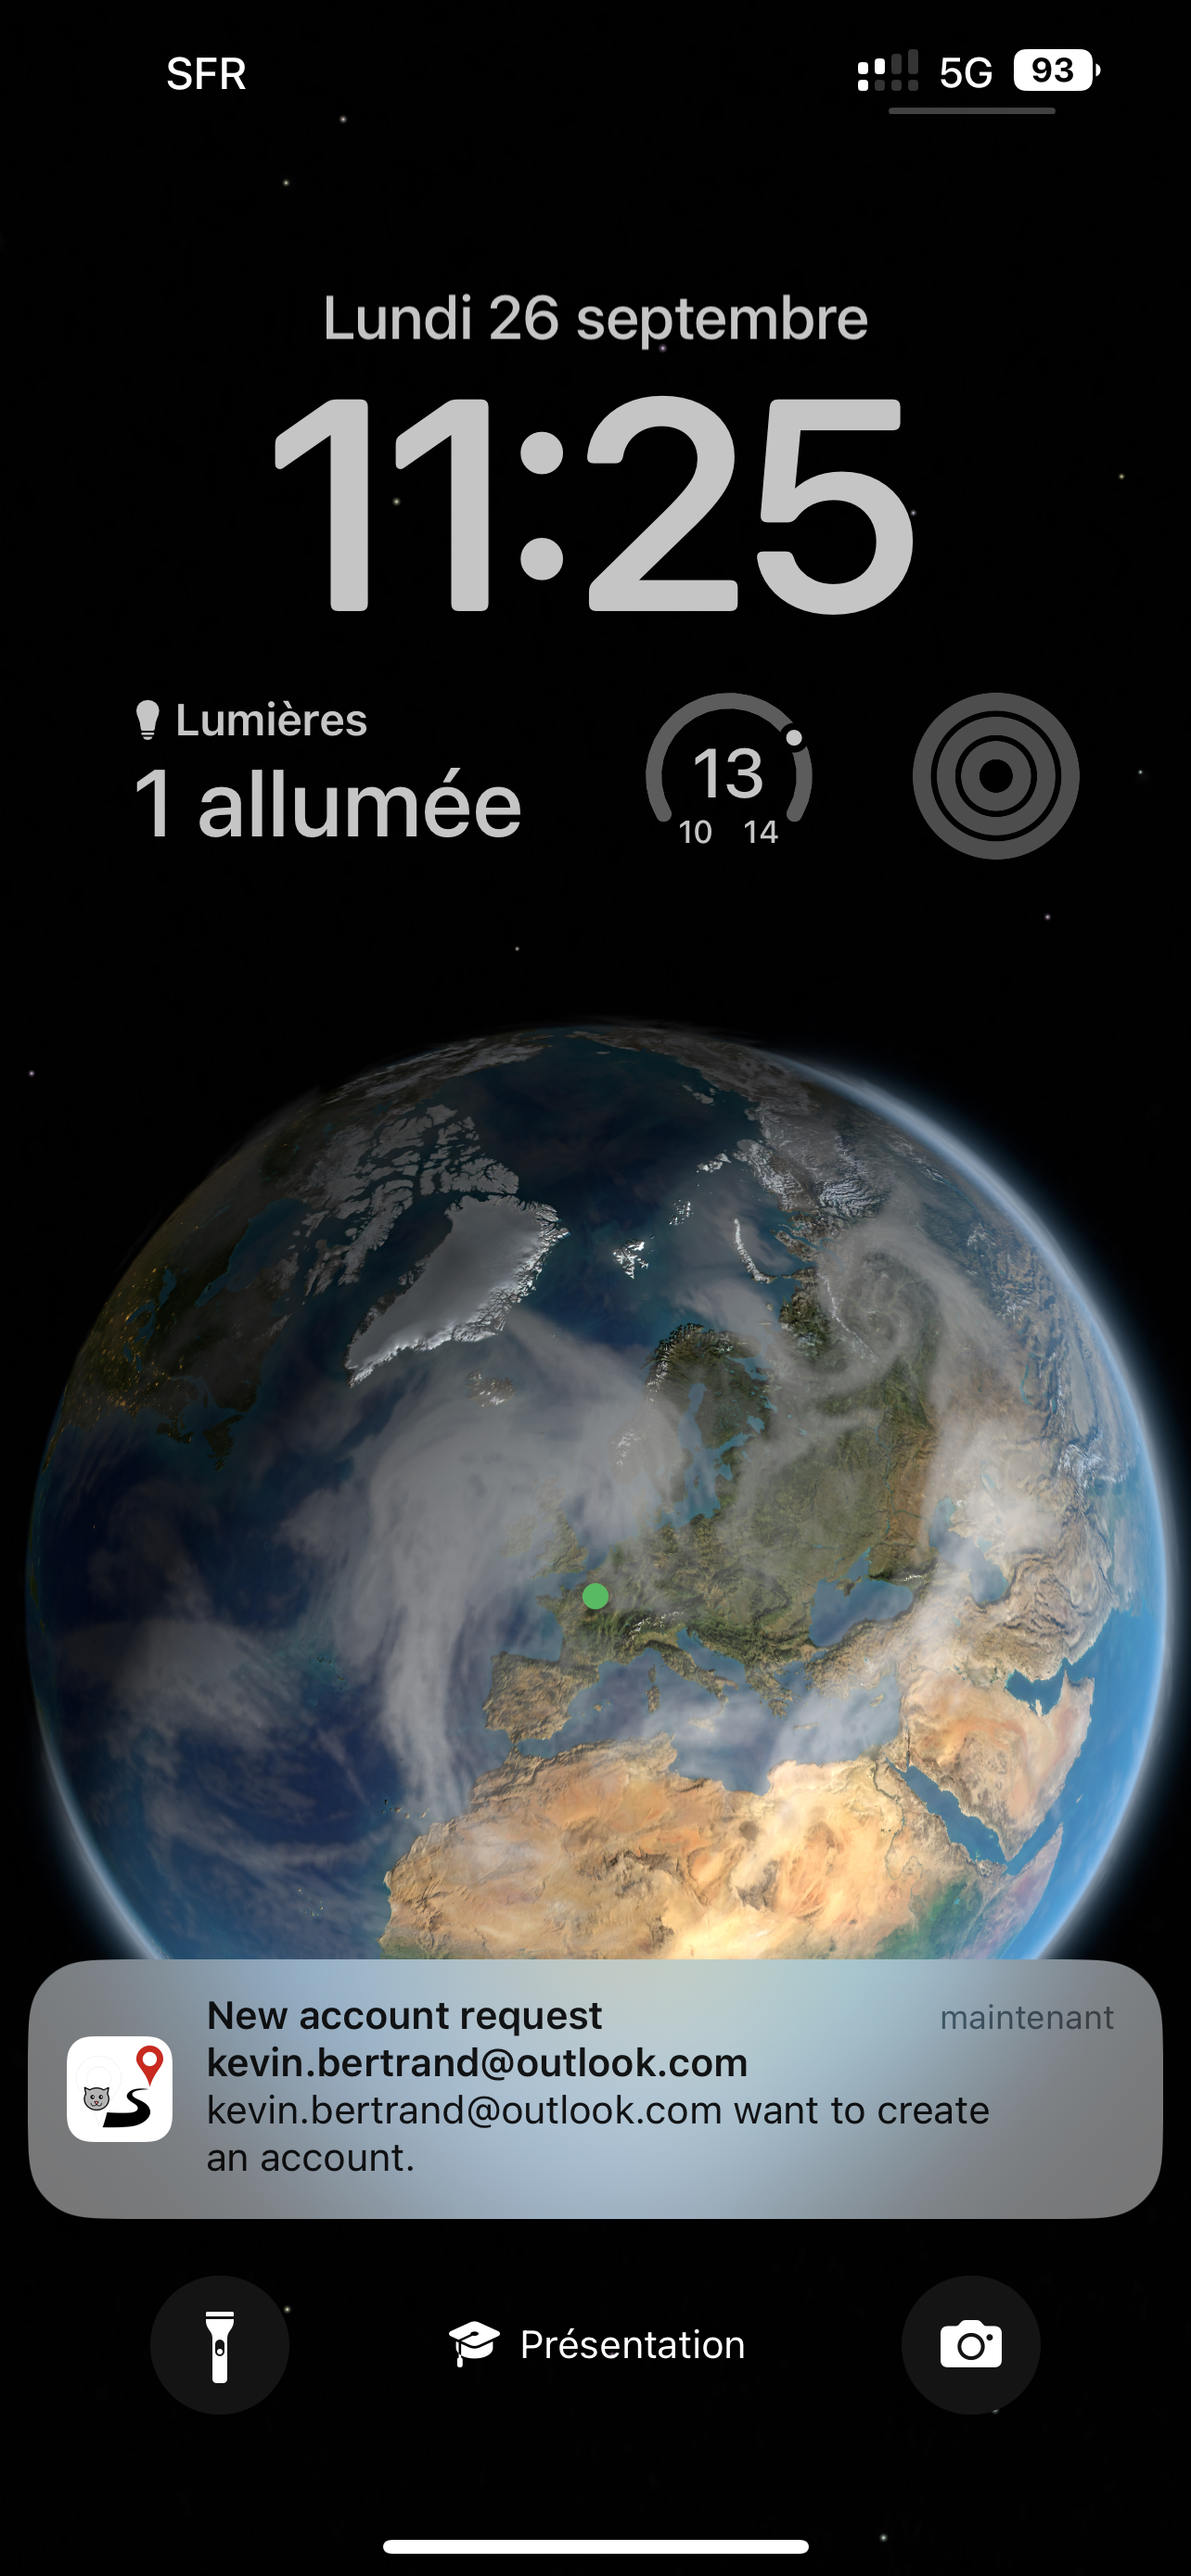 SFR
5G 93
Lundi 26 septembre
11:25
Lumières
1 allumée
13
10 14
New account request
maintenant
kevin.bertrand@outlook.com
kevin.bertrand@outlook.com want to create
an account.
Présentation